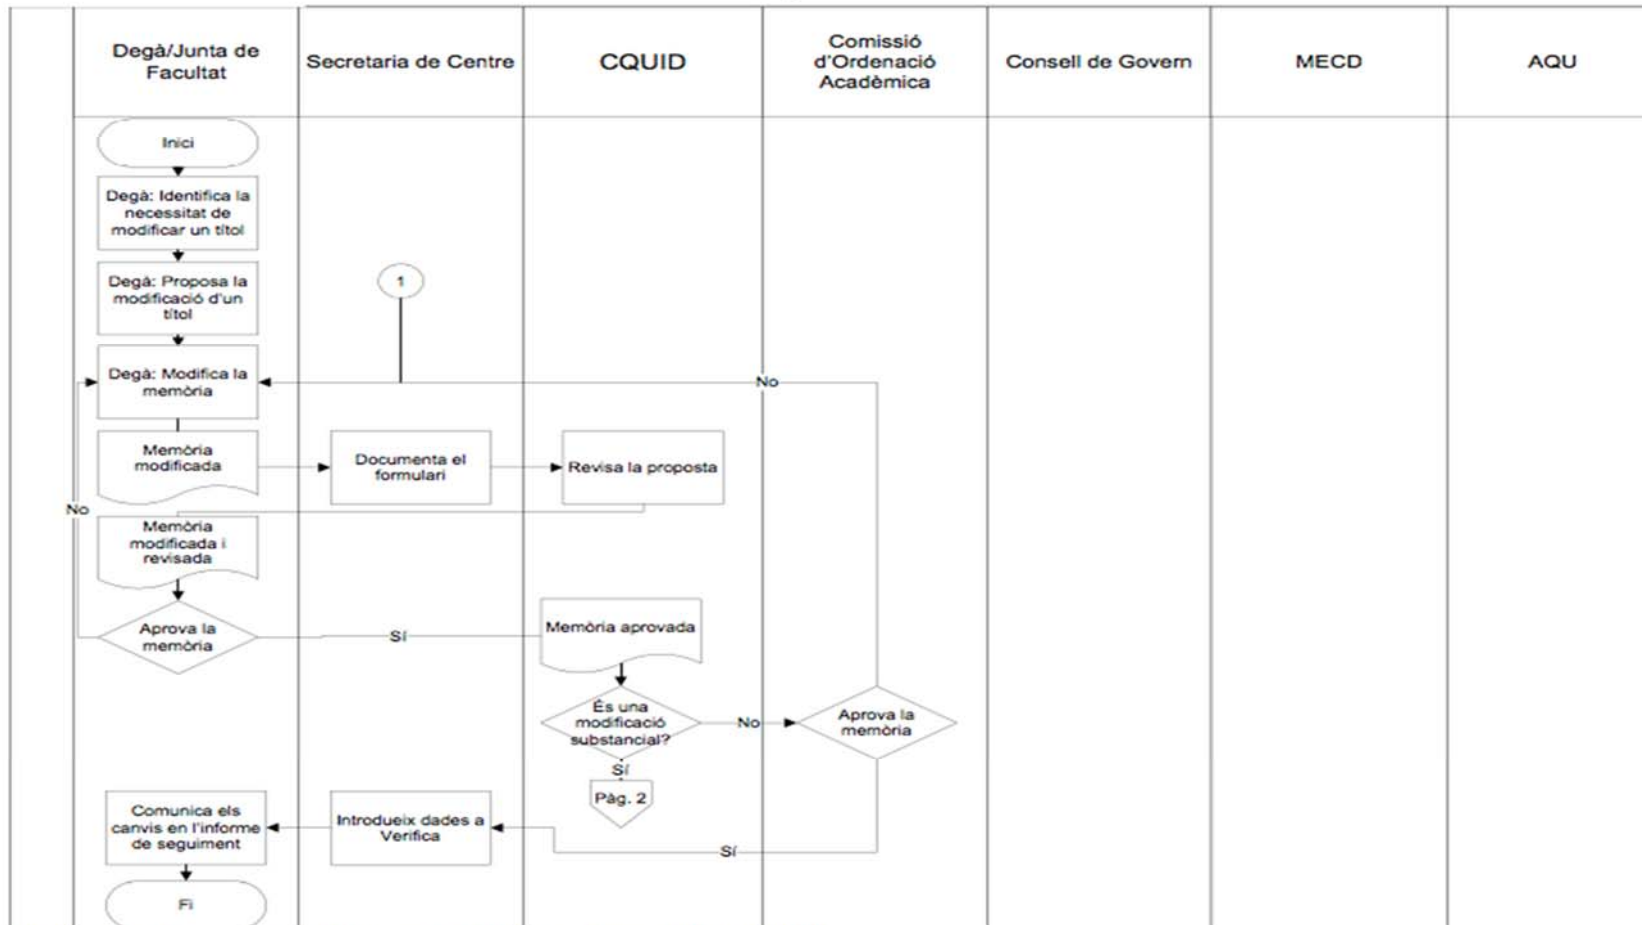 Degà/Junta de
Facultat
Secretaria de Centre
CQUID
Comissió
d'Ordenació
Acadèmica
Consell de Govern
MECD
AQU
Inici
Degà: Identifica la
necessitat de
modificar un títol
Degà: Proposa la
modificació d'un
títol
1
Degà: Modifica la
memòria
No
Memòria
modificada
Documenta el
formulari
Revisa la proposta
No
Memòria
modificada i
revisada
Aprova la
memòria
Sí
Memòria aprovada
És una
modificació
substancial?
No
Aprova la
memòria
Sí
Pàg. 2
Comunica els
canvis en l'informe
de seguiment
Introdueix dades a
Verifica
Sí
Fi